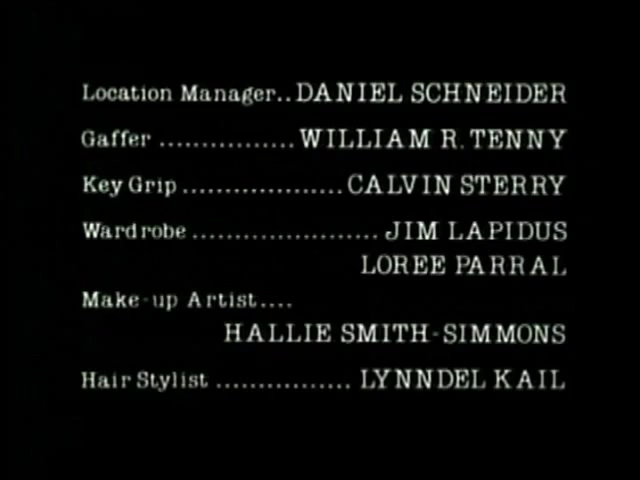 Location Manager..DANIEL SCHNEIDER
Gaffer ................WILLIAM R. TENNY
Key Grip ...................CALVIN STERRY
Wardrobe ......................JIM LAPIDUS
LOREE PARRAL
Make-up Artist....
HALLIE SMITH-SIMMONS
Hair Stylist ................ LYNNDEL KAIL